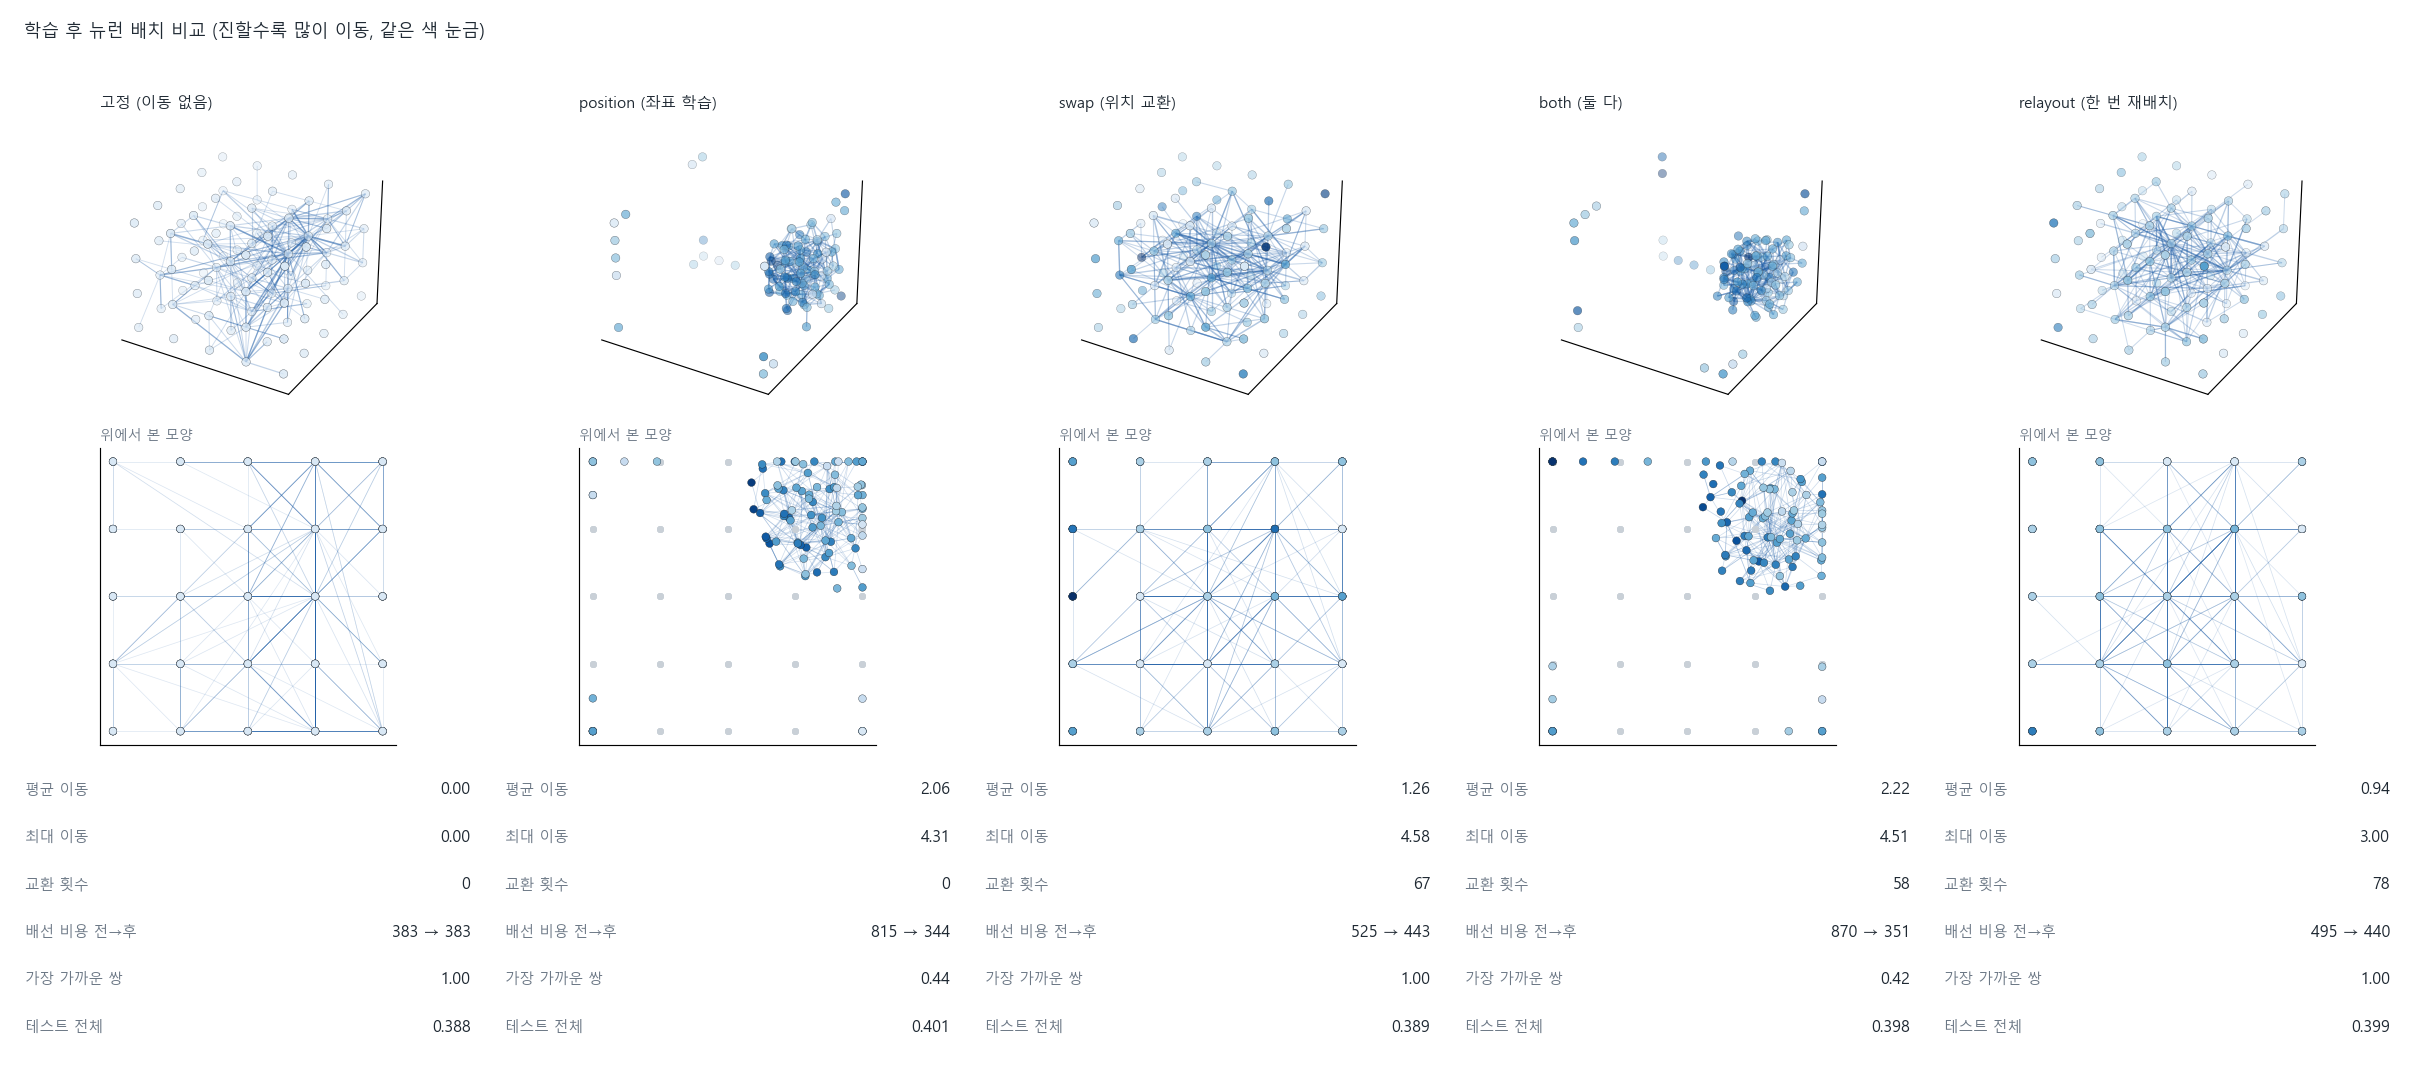 학습 후 뉴런 배치 비교 (진할수록 많이 이동, 같은 색 눈금)
고정 (이동 없음)
position (좌표 학습)
swap (위치 교환)
both (둘 다)
relayout (한 번 재배치)
위에서 본 모양
위에서 본 모양
위에서 본 모양
위에서 본 모양
위에서 본 모양
평균 이동 0.00 평균 이동 2.06 평균 이동 1.26 평균 이동 2.22 평균 이동 0.94
최대 이동 0.00 최대 이동 4.31 최대 이동 4.58 최대 이동 4.51 최대 이동 3.00
교환 횟수 0 교환 횟수 0 교환 횟수 67 교환 횟수 58 교환 횟수 78
배선 비용 전→후 383 → 383 배선 비용 전→후 815 → 344 배선 비용 전→후 525 → 443 배선 비용 전→후 870 → 351 배선 비용 전→후 495 → 440
가장 가까운 쌍 1.00 가장 가까운 쌍 0.44 가장 가까운 쌍 1.00 가장 가까운 쌍 0.42 가장 가까운 쌍 1.00
테스트 전체 0.388 테스트 전체 0.401 테스트 전체 0.389 테스트 전체 0.398 테스트 전체 0.399